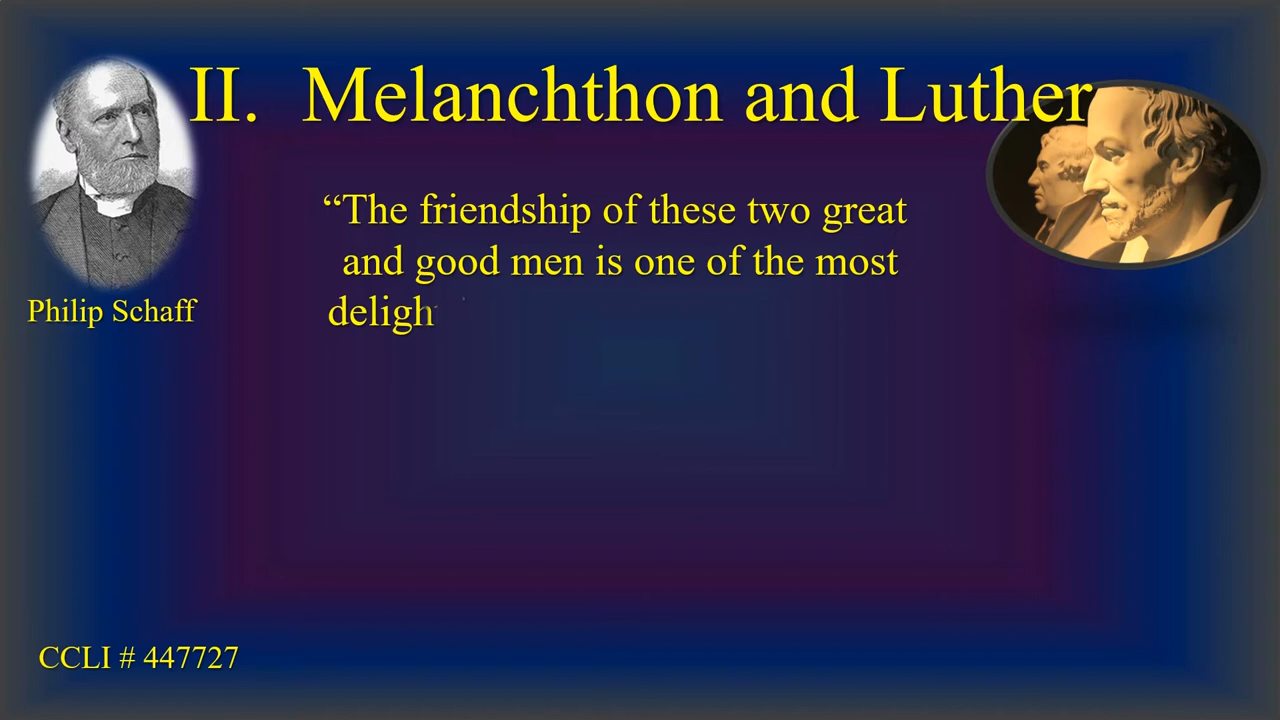 II. Melanchthon and Luther
“The friendship of these two great
and good men is one of the most
deligh
Philip Schaff
CCLI # 447727